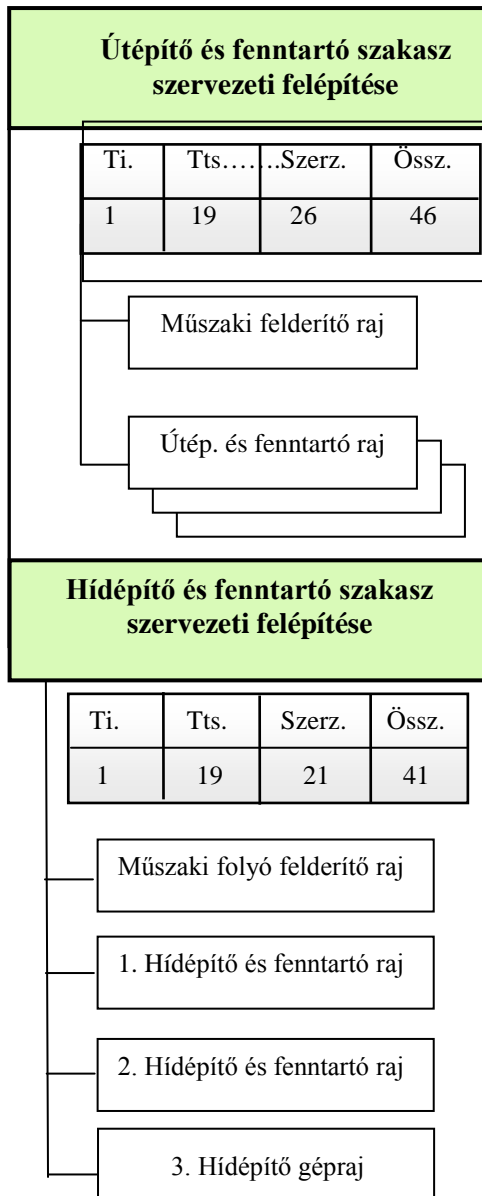 Útépítő és fenntartó szakasz
szervezeti felépítése
Ti. Tts.......Szerz. Össz.
1 19 26 46
Műszaki felderítő raj
Útép. és fenntartó raj
Hídépítő és fenntartó szakasz
szervezeti felépítése
Ti. Tts. Szerz. Össz.
1 19 21 41
Műszaki folyó felderítő raj
1. Hídépítő és fenntartó raj
2. Hídépítő és fenntartó raj
3. Hídépítő gépraj